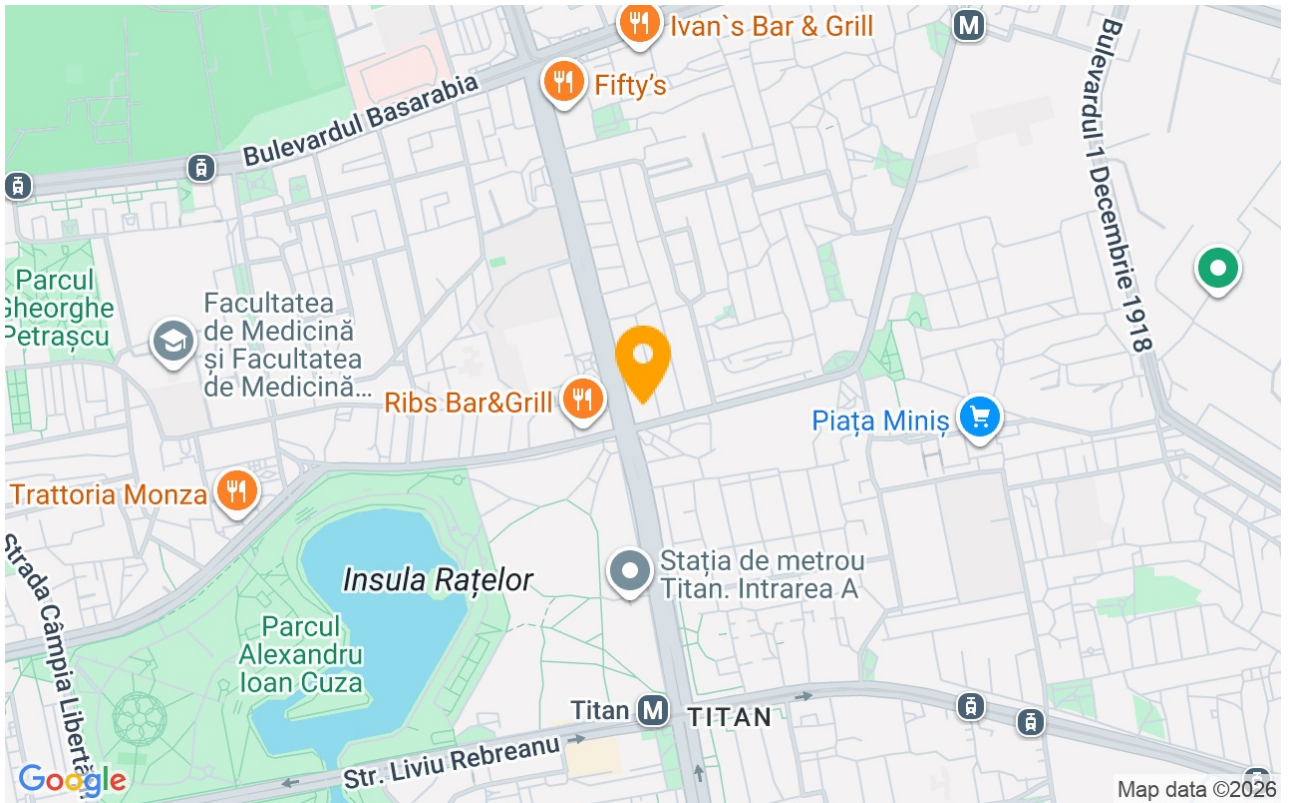 Ivan`s Bar & Grill
M
Fifty's
Bulevardul Basarabia
Bulevardul 1 Decembrie 1918
Parcul
Gheorghe
Petrașcu
Facultatea
de Medicină
și Facultatea
de Medicină...
Ribs Bar&Grill
Piața Miniș
Trattoria Monza
Strada Câmpia Libertă
Insula Rațelor
Stația de metrou
Titan. Intrarea A
Parcul
Alexandru
Ioan Cuza
Titan M
TITAN
Str. Liviu Rebreanu
Google
Map data ©2026